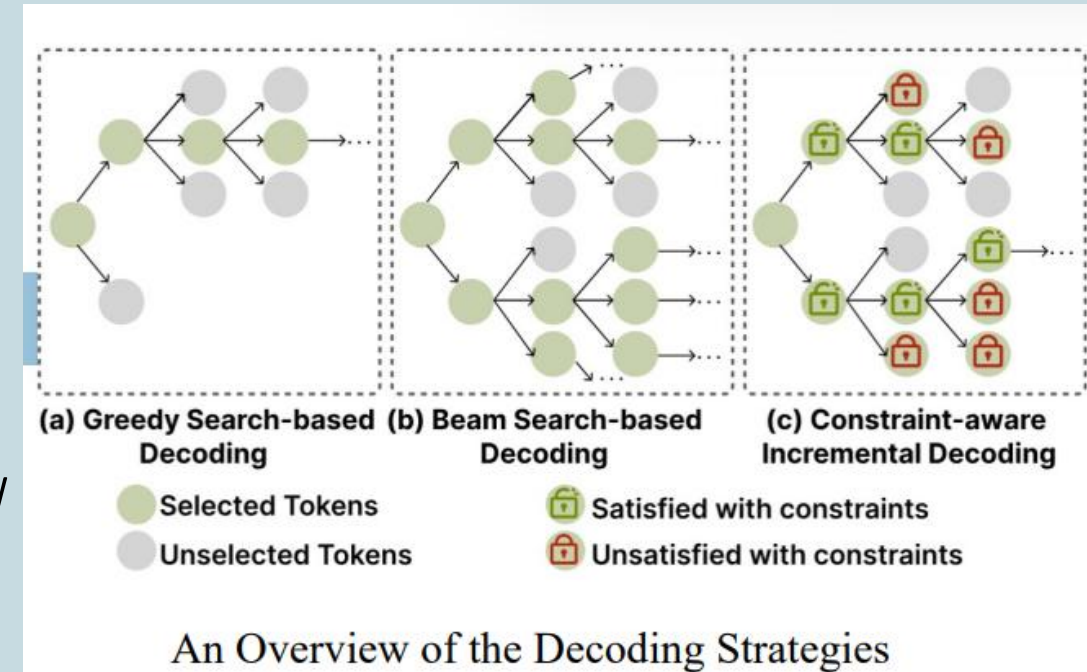 (a) Greedy Search-based
Decoding
(b) Beam Search-based
Decoding
(c) Constraint-aware
Incremental Decoding
Selected Tokens
Unselected Tokens
Satisfied with constraints
Unsatisfied with constraints
An Overview of the Decoding Strategies